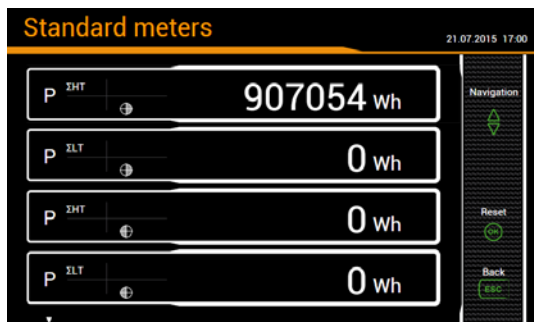 Standard meters
21.07.2015 17:00
P ΣHT 907054 Wh
P ΣLT 0 Wh
P ΣHT 0 Wh
P ΣLT 0 Wh
Navigation
Reset
OK
Back
ESC